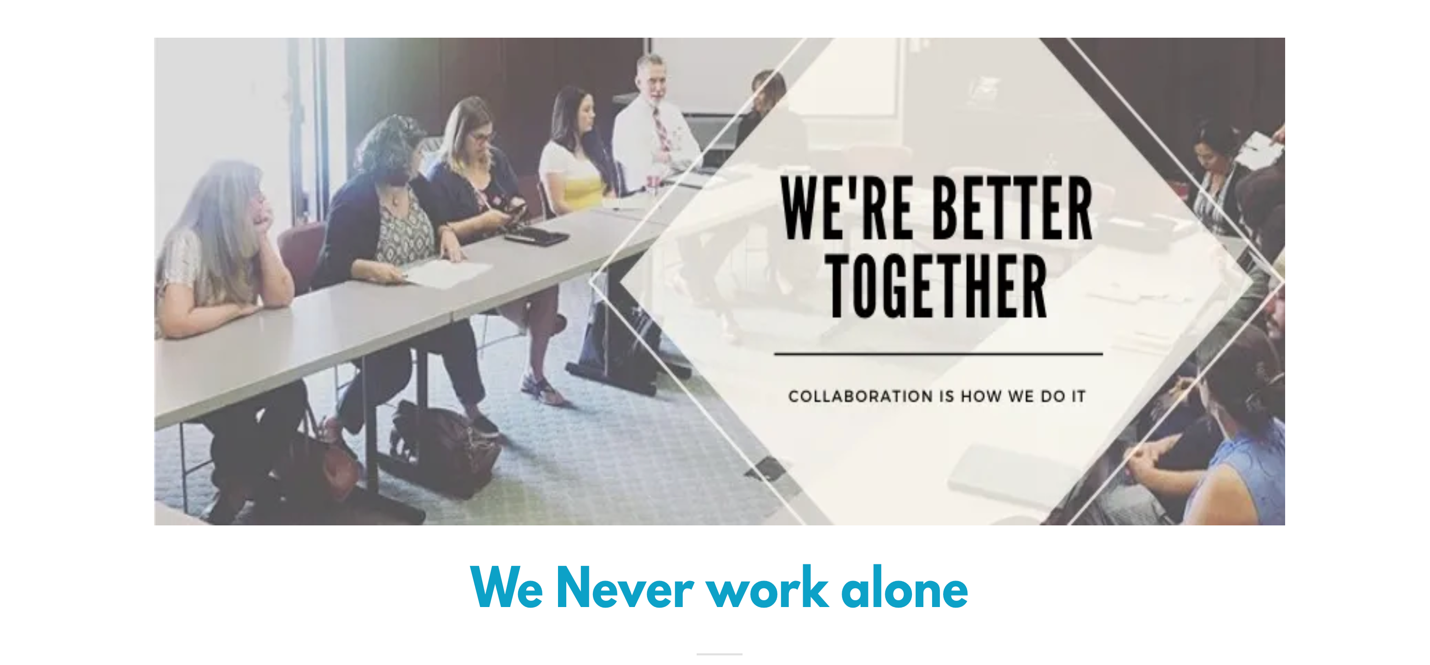 WE'RE BETTER
TOGETHER
COLLABORATION IS HOW WE DO IT
We Never work alone